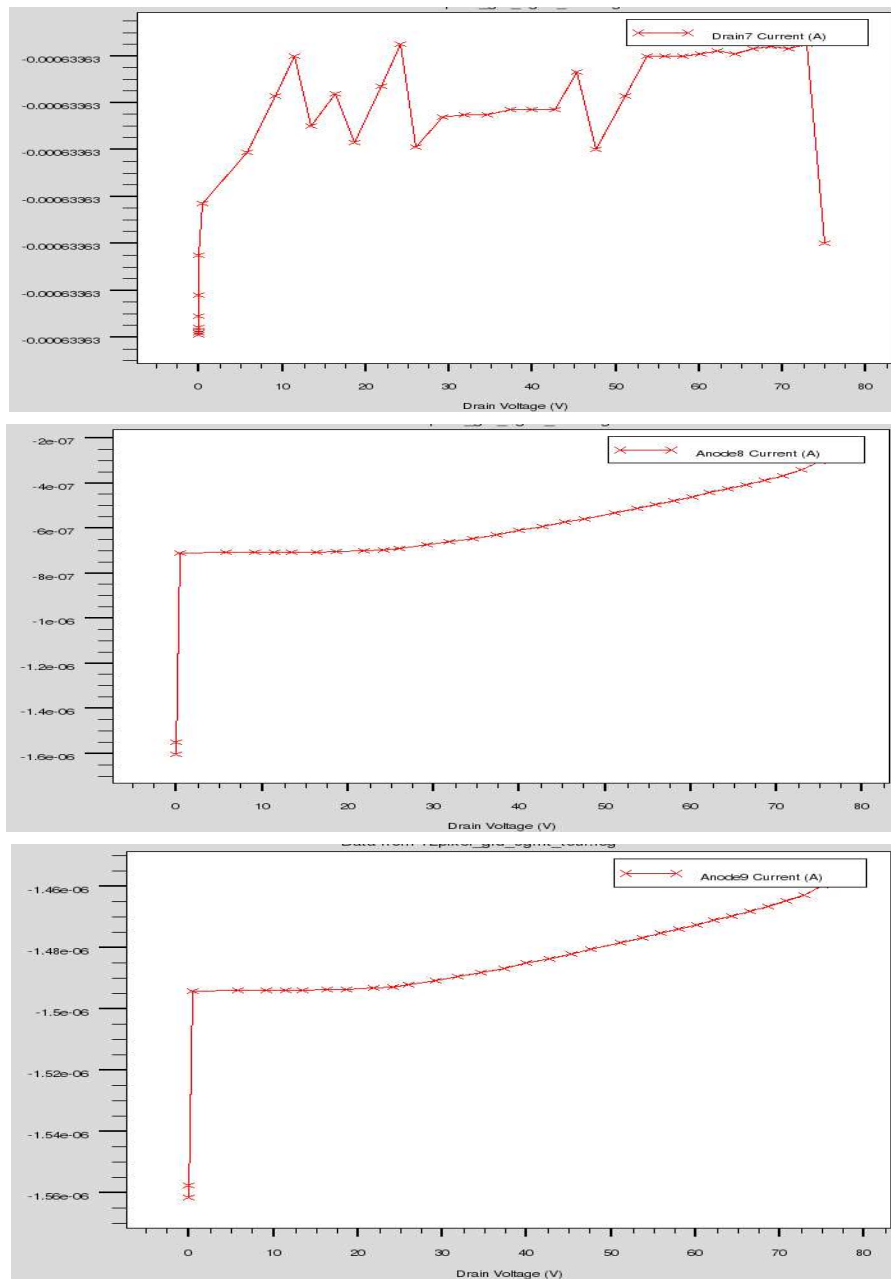 Drain7 Current (A)
-0.00063363
-0.00063363
-0.00063363
-0.00063363
-0.00063363
-0.00063363
-0.00063363
0 10 20 30 40 50 60 70 80
Drain Voltage (V)
-2e-07
Anode8 Current (A)
-4e-07
-6e-07
-8e-07
-1e-06
-1.2e-06
-1.4e-06
-1.6e-06
0 10 20 30 40 50 60 70 80
Drain Voltage (V)
Data from
Anode9 Current (A)
-1.46e-06
-1.48e-06
-1.5e-06
-1.52e-06
-1.54e-06
-1.56e-06
0 10 20 30 40 50 60 70 80
Drain Voltage (V)